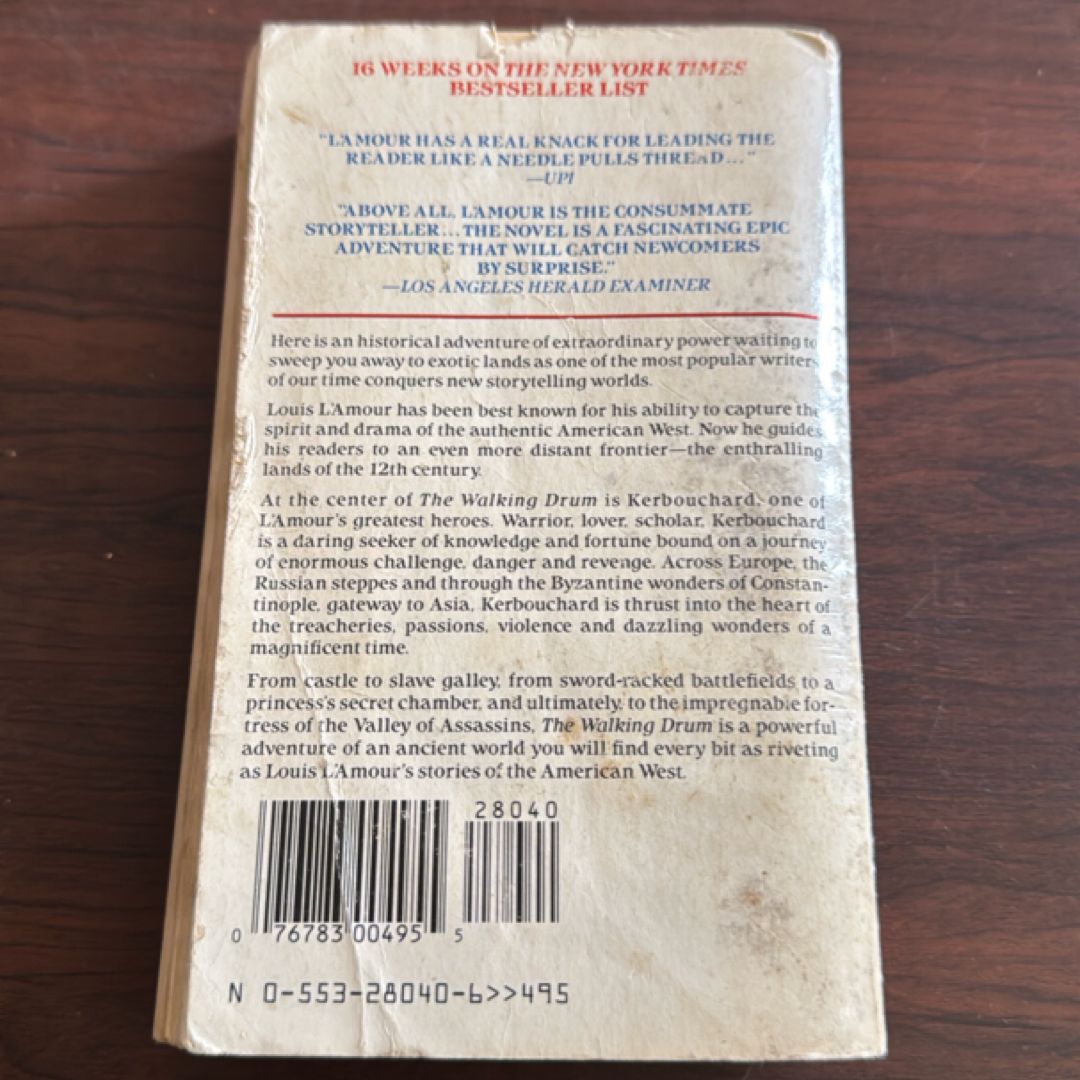 16 WEEKS ON THE NEW YORK TIMES
BESTSELLER LIST
"L'AMOUR HAS A REAL KNACK FOR LEADING THE
READER LIKE A NEEDLE PULLS THREAD..."
—UPI
"ABOVE ALL, L'AMOUR IS THE CONSUMMATE
STORYTELLER...THE NOVEL IS A FASCINATING EPIC
ADVENTURE THAT WILL CATCH NEWCOMERS
BY SURPRISE."
—LOS ANGELES HERALD EXAMINER
Here is an historical adventure of extraordinary power waiting to
sweep you away to exotic lands as one of the most popular writers
of our time conquers new storytelling worlds.
Louis L'Amour has been best known for his ability to capture the
spirit and drama of the authentic American West. Now he guides
his readers to an even more distant frontier—the enthralling
lands of the 12th century.
At the center of The Walking Drum is Kerbouchard, one of
L'Amour's greatest heroes. Warrior, lover, scholar, Kerbouchard
is a daring seeker of knowledge and fortune bound on a journey
of enormous challenge, danger and revenge. Across Europe, the
Russian steppes and through the Byzantine wonders of Constan-
tinople, gateway to Asia, Kerbouchard is thrust into the heart of
the treacheries, passions, violence and dazzling wonders of a
magnificent time.
From castle to slave galley, from sword-racked battlefields to a
princess's secret chamber, and ultimately, to the impregnable for-
tress of the Valley of Assassins, The Walking Drum is a powerful
adventure of an ancient world you will find every bit as riveting
as Louis L'Amour's stories of the American West.
28040
0 76783 00495 5
N 0-553-28040-6>>495